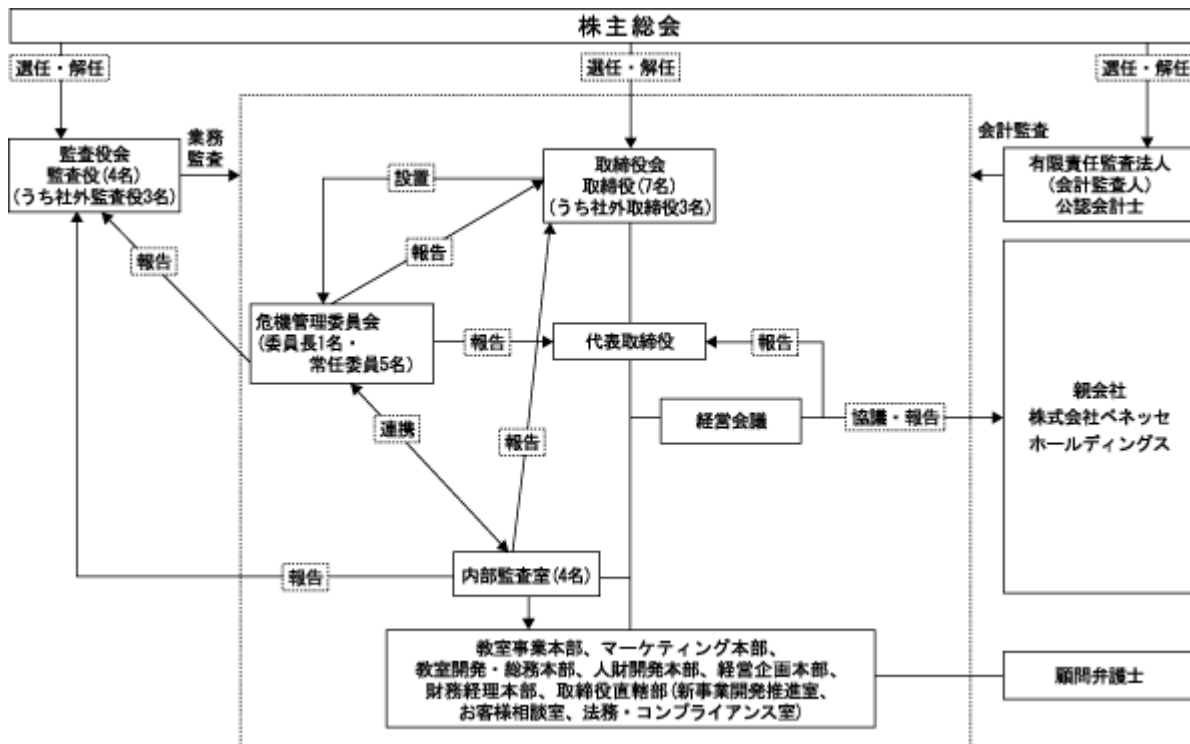 株主総会
選任・解任
選任・解任
選任・解任
監査役会
監査役(4名)
(うち社外監査役3名)
業務
監査
設置
取締役会
取締役(7名)
(うち社外取締役3名)
会計監査
有限責任監査法人
(会計監査人)
公認会計士
報告
報告
危機管理委員会
(委員長1名・
常任委員5名)
報告
代表取締役
報告
親会社
株式会社ベネッセ
ホールディングス
経営会議
協議・報告
連携
報告
内部監査室(4名)
報告
教室事業本部、マーケティング本部、
教室開発・総務本部、人財開発本部、経営企画本部、
財務経理本部、取締役直轄部(新事業開発推進室、
お客様相談室、法務・コンプライアンス室)
顧問弁護士